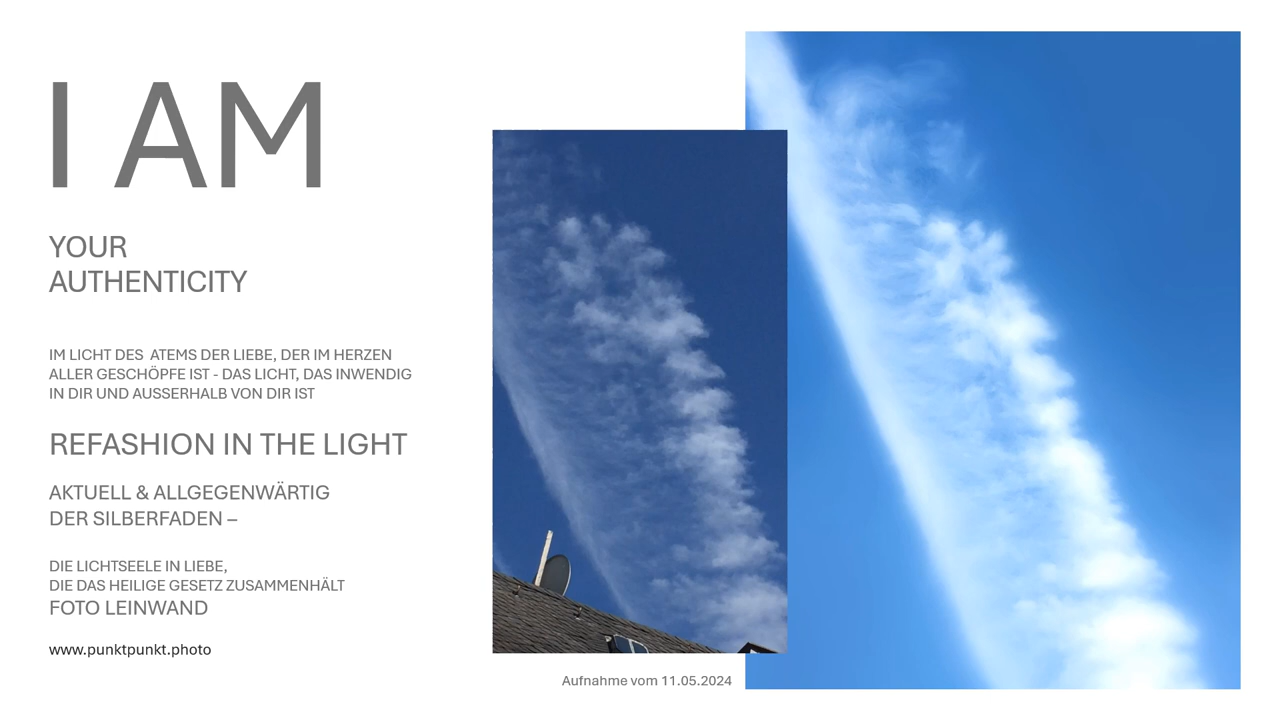 I AM
YOUR
AUTHENTICITY
IM LICHT DES  ATEMS DER LIEBE, DER IM HERZEN
ALLER GESCHÖPFE IST - DAS LICHT, DAS INWENDIG
IN DIR UND AUSSERHALB VON DIR IST
REFASHION IN THE LIGHT
AKTUELL & ALLGEGENWÄRTIG
DER SILBERFADEN –
DIE LICHTSEELE IN LIEBE,
DIE DAS HEILIGE GESETZ ZUSAMMENHÄLT
FOTO LEINWAND
www.punktpunkt.photo
Aufnahme vom 11.05.2024